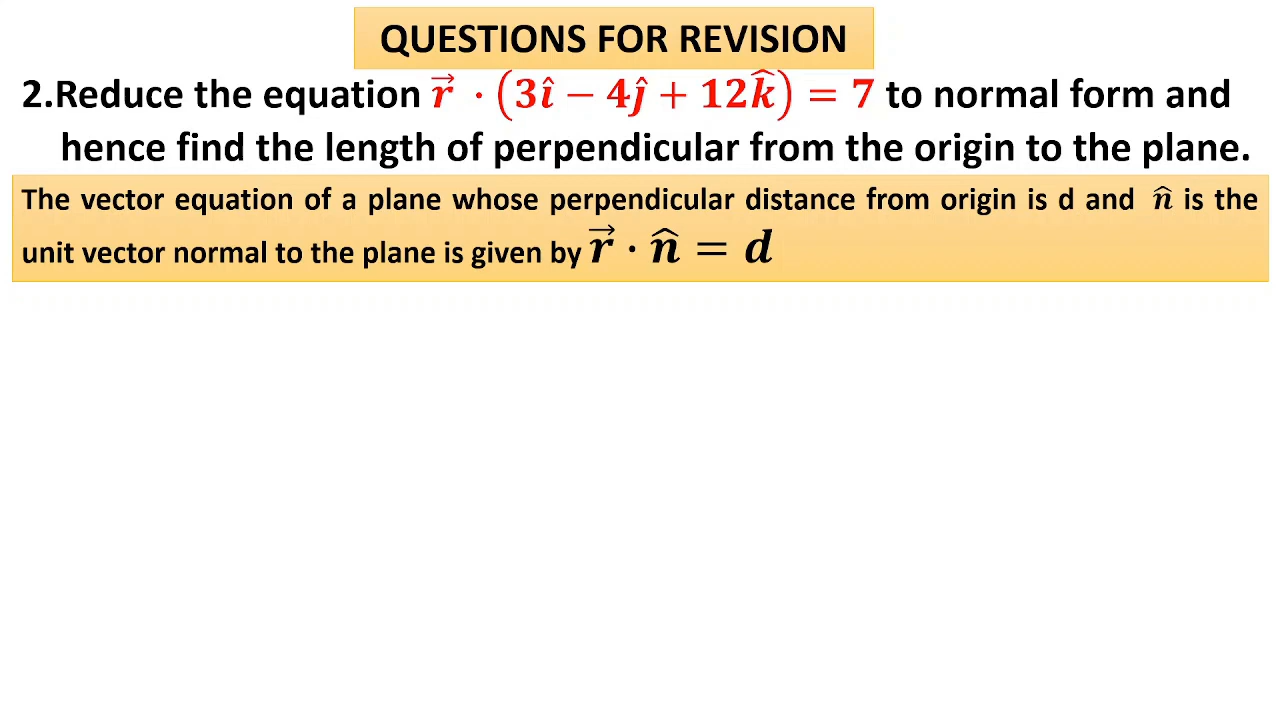 QUESTIONS FOR REVISION
2.Reduce the equation r⃗ · (3î − 4ĵ + 12k̂) = 7 to normal form and
hence find the length of perpendicular from the origin to the plane.
The vector equation of a plane whose perpendicular distance from origin is d and n̂ is the
unit vector normal to the plane is given by r⃗ · n̂ = d